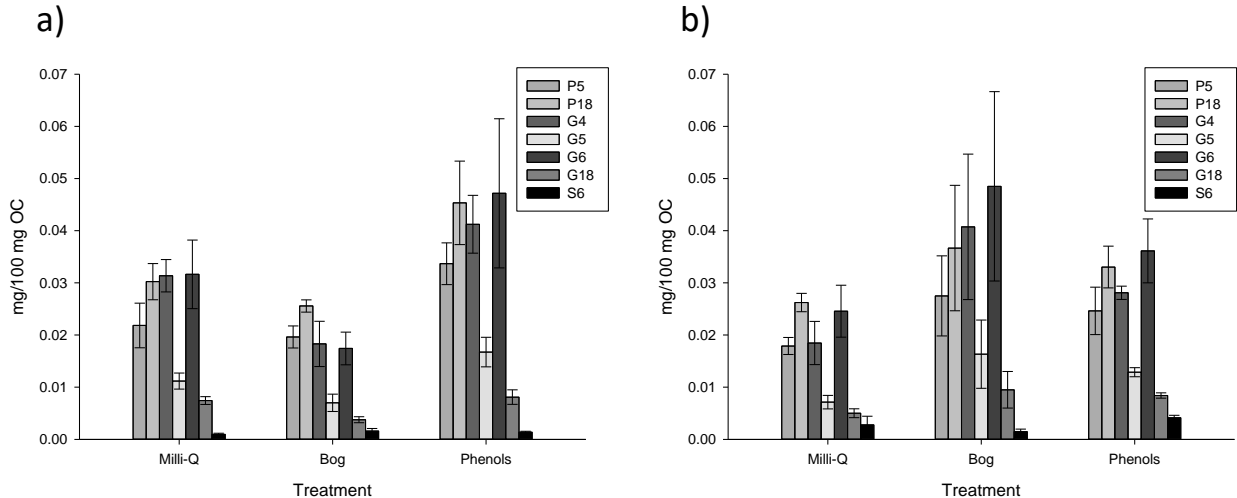 a)
mg/100 mg OC
0.07
0.06
0.05
0.04
0.03
0.02
0.01
0.00
P5
P18
G4
G5
G6
G18
S6
Milli-Q Bog Phenols
Treatment
b)
mg/100 mg OC
0.07
0.06
0.05
0.04
0.03
0.02
0.01
0.00
P5
P18
G4
G5
G6
G18
S6
Milli-Q Bog Phenols
Treatment